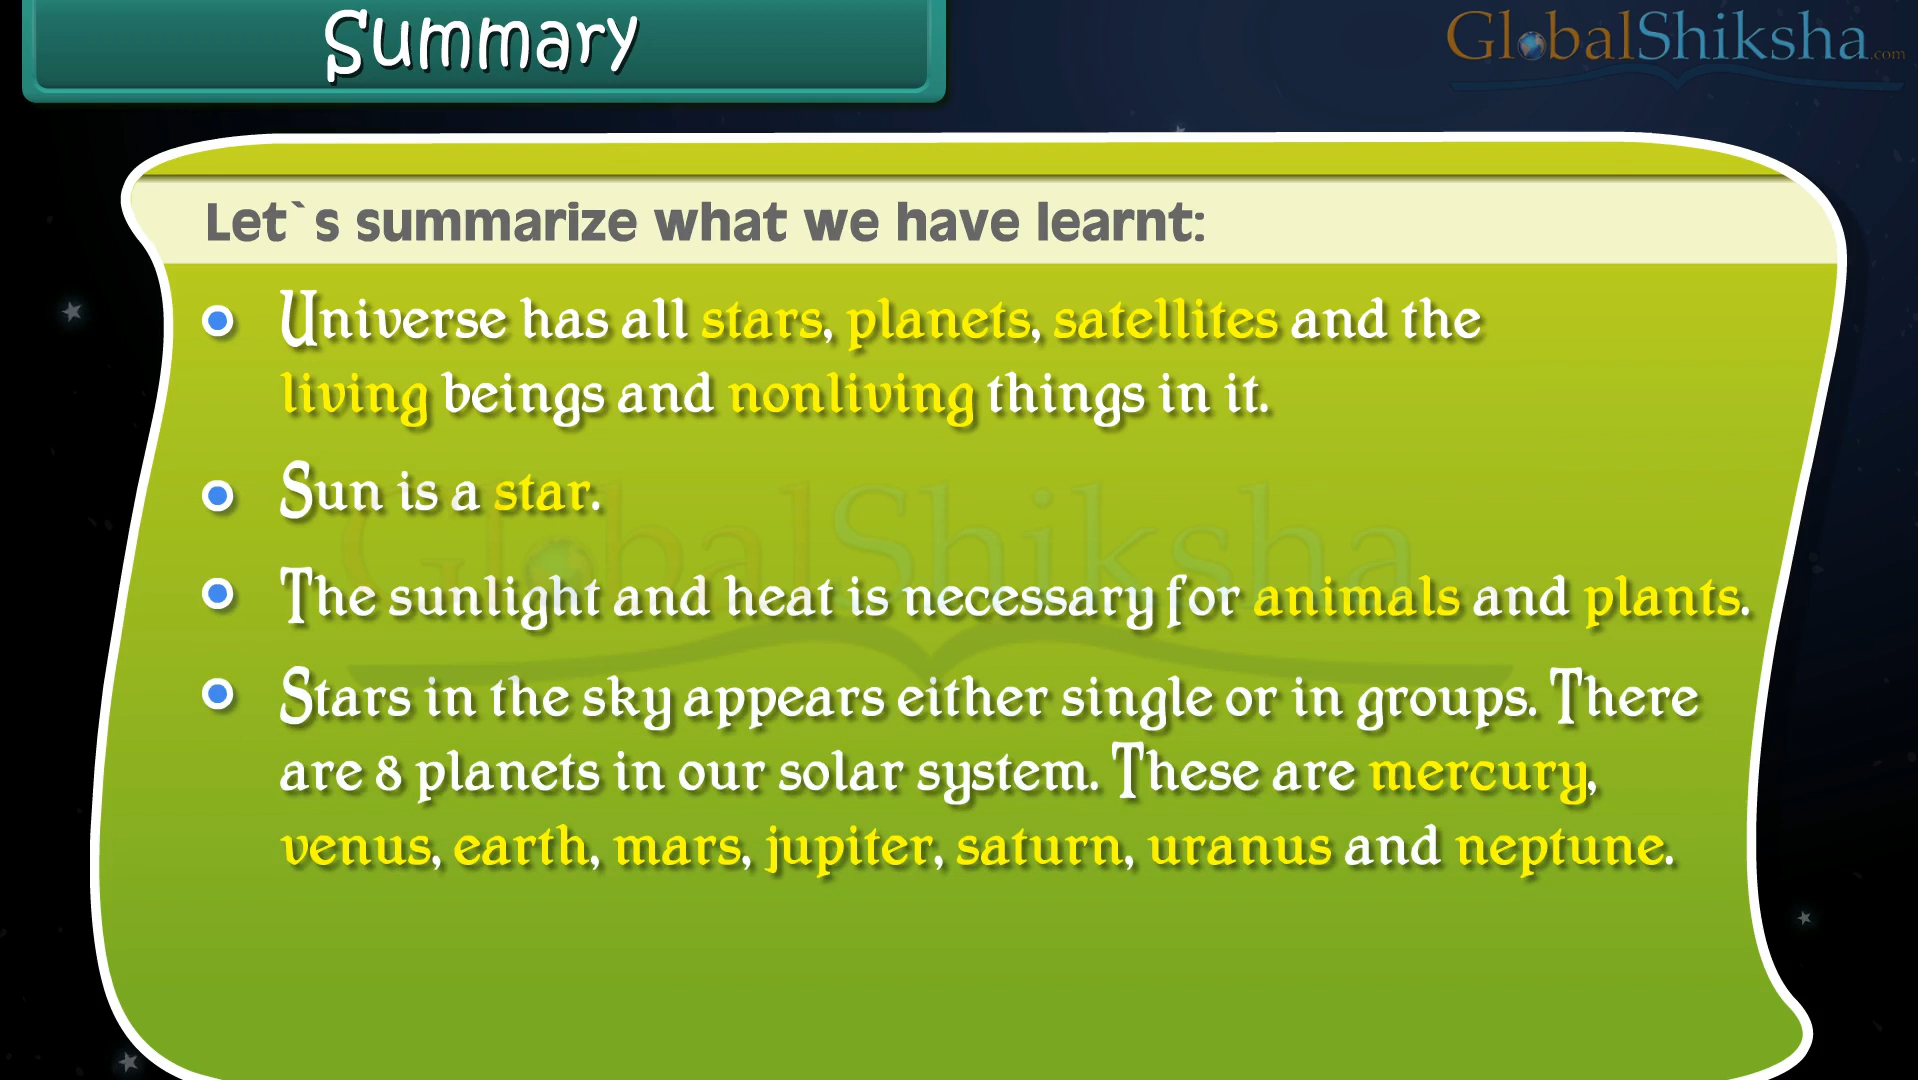 Summary
GlobalShiksha.com
Let`s summarize what we have learnt:
Universe has all stars, planets, satellites and the
living beings and nonliving things in it.
Sun is a star.
GlobalShiksha
The sunlight and heat is necessary for animals and plants.
Stars in the sky appears either single or in groups. There
are 8 planets in our solar system. These are mercury,
venus, earth, mars, jupiter, saturn, uranus and neptune.